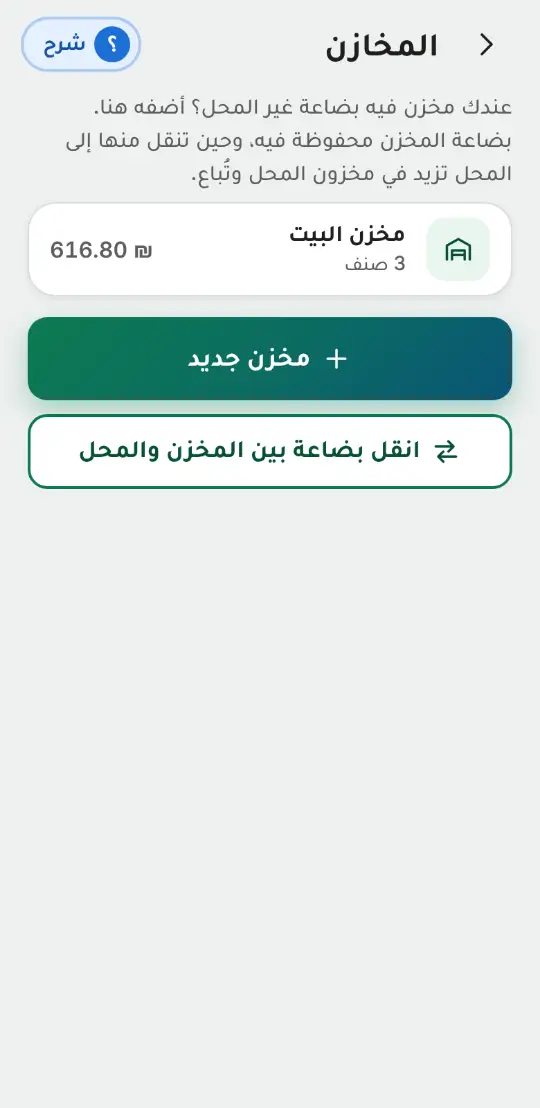 المخازن
؟ شرح
عندك مخزن فيه بضاعة غير المحل؟ أضفه هنا.
بضاعة المخزن محفوظة فيه، وحين تنقل منها إلى
المحل تزيد في مخزون المحل وتُباع.
مخزن البيت
3 صنف
₪ 616.80
+ مخزن جديد
انقل بضاعة بين المخزن والمحل